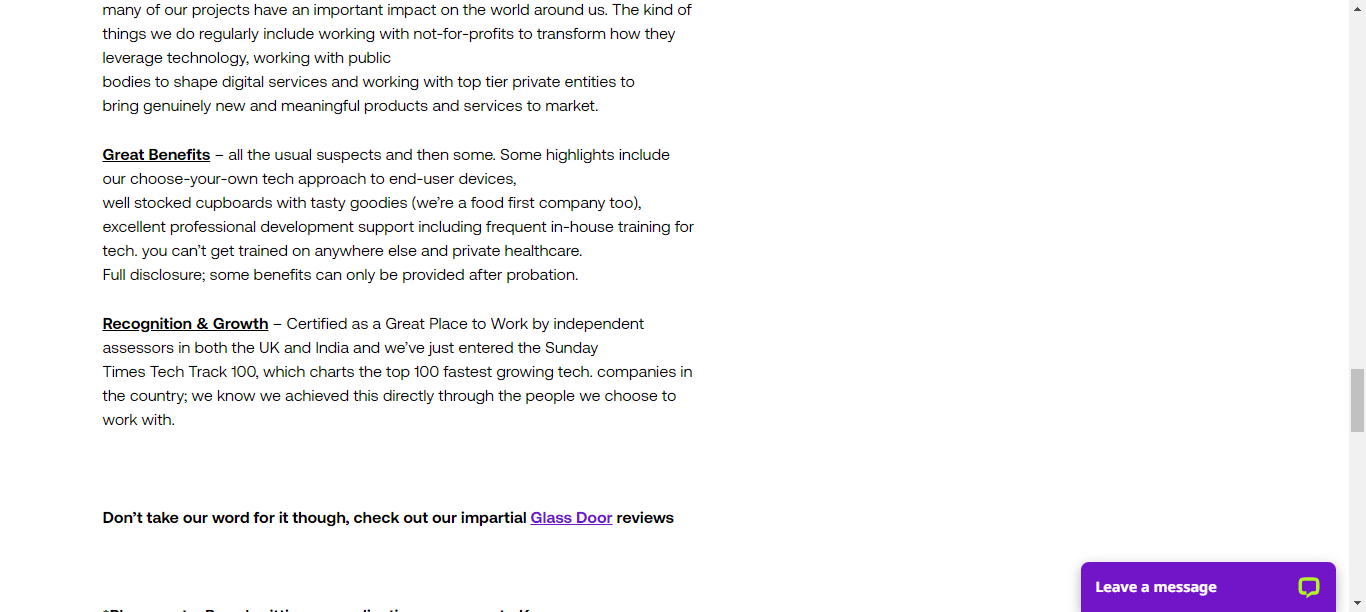 many of our projects have an important impact on the world around us. The kind of
things we do regularly include working with not-for-profits to transform how they
leverage technology, working with public
bodies to shape digital services and working with top tier private entities to
bring genuinely new and meaningful products and services to market.
Great Benefits – all the usual suspects and then some. Some highlights include
our choose-your-own tech approach to end-user devices,
well stocked cupboards with tasty goodies (we’re a food first company too),
excellent professional development support including frequent in-house training for
tech. you can’t get trained on anywhere else and private healthcare.
Full disclosure; some benefits can only be provided after probation.
Recognition & Growth – Certified as a Great Place to Work by independent
assessors in both the UK and India and we’ve just entered the Sunday
Times Tech Track 100, which charts the top 100 fastest growing tech. companies in
the country; we know we achieved this directly through the people we choose to
work with.
Don’t take our word for it though, check out our impartial Glass Door reviews
Leave a message